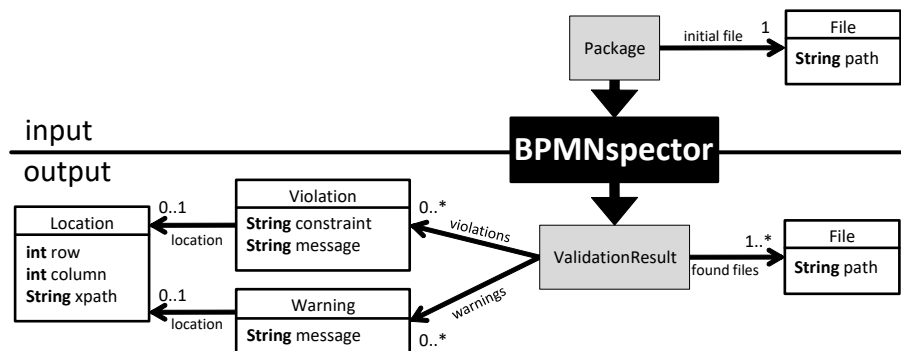 Package
initial file
1
File
String path
input
BPMNspector
output
Location
int row
int column
String xpath
0..1
location
0..1
location
Violation
String constraint
String message
Warning
String message
0..*
violations
warnings
0..*
ValidationResult
1..*
found files
File
String path